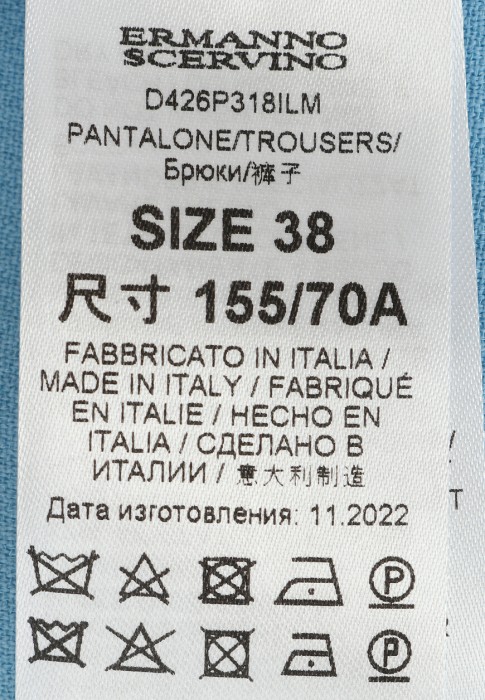 ERMANNO
SCERVINO
D426P318ILM
PANTALONE/TROUSERS/
Брюки/裤子
SIZE 38
尺寸 155/70A
FABBRICATO IN ITALIA /
MADE IN ITALY / FABRIQUÉ
EN ITALIE / HECHO EN
ITALIA / СДЕЛАНО В
ИТАЛИИ / 意大利制造
Дата изготовления: 11.2022
P
P
T